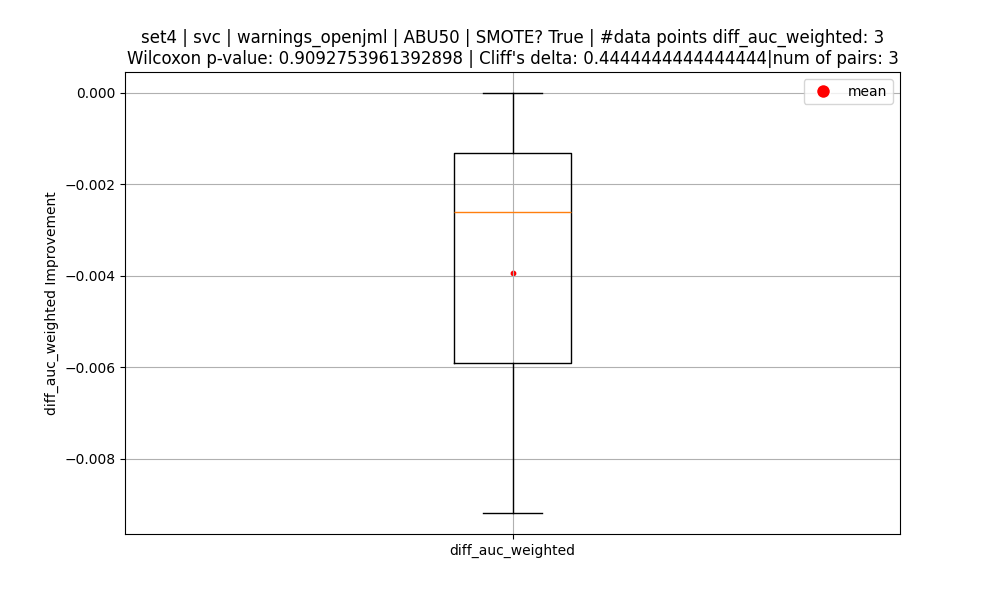 set4 | svc | warnings_openjml | ABU50 | SMOTE? True | #data points diff_auc_weighted: 3
Wilcoxon p-value: 0.9092753961392898 | Cliff's delta: 0.4444444444444444|num of pairs: 3
mean
0.000
−0.002
−0.004
−0.006
−0.008
diff_auc_weighted Improvement
diff_auc_weighted